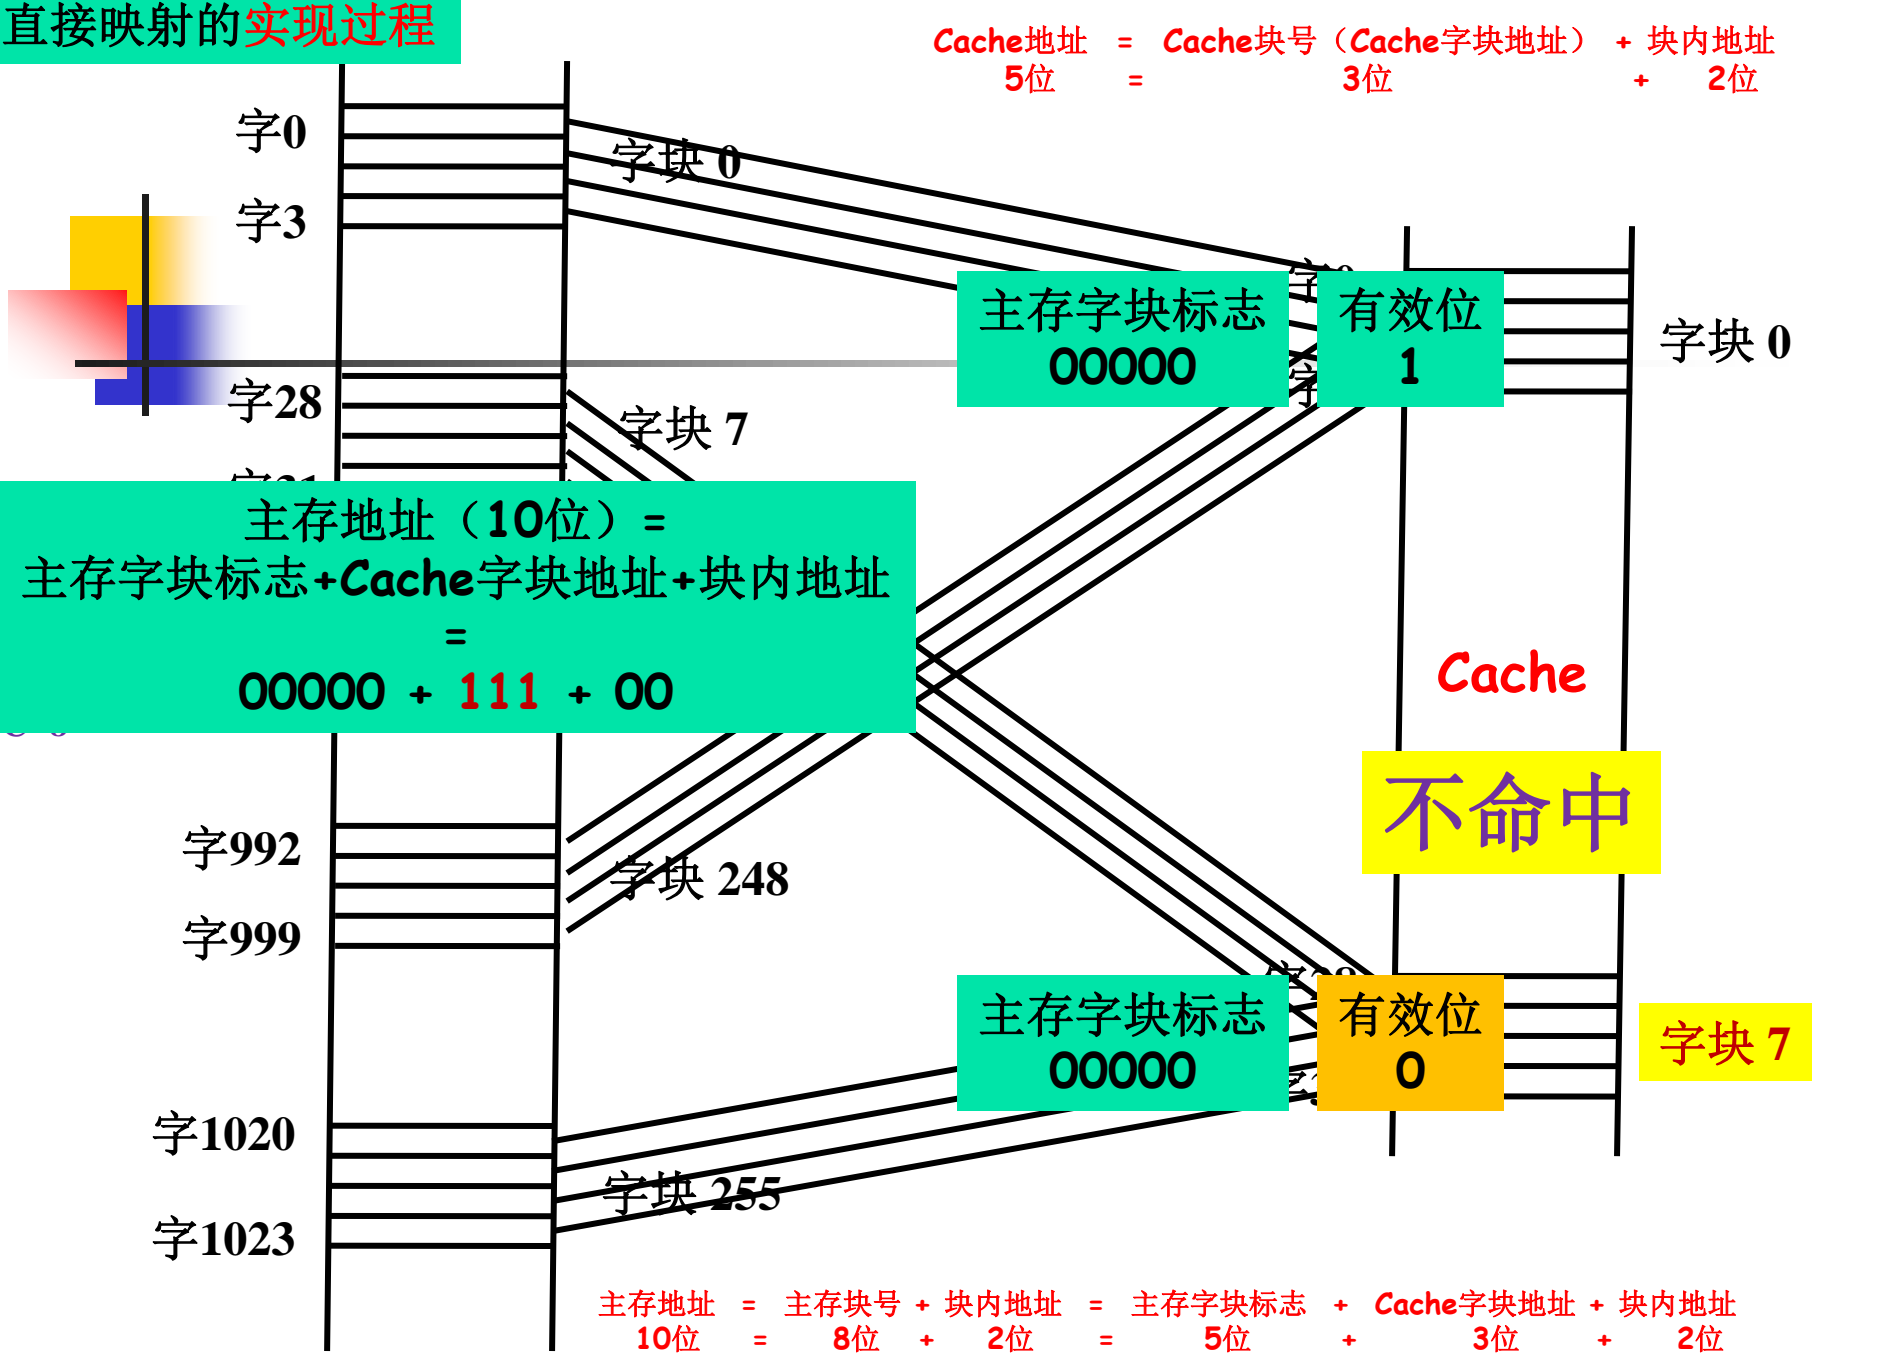 直接映射的实现过程
Cache地址 = Cache块号（Cache字块地址） + 块内地址
5位 = 3位 + 2位
字0
字块 0
字3
主存字块标志
00000
有效位
1
字块 0
字28
字块 7
主存地址（10位）=
主存字块标志+Cache字块地址+块内地址
=
00000 + 111 + 00
Cache
不命中
字992
字块 248
字999
主存字块标志
00000
有效位
0
字块 7
字1020
字块 255
字1023
主存地址 = 主存块号 + 块内地址 = 主存字块标志 + Cache字块地址 + 块内地址
10位 = 8位 + 2位 = 5位 + 3位 + 2位